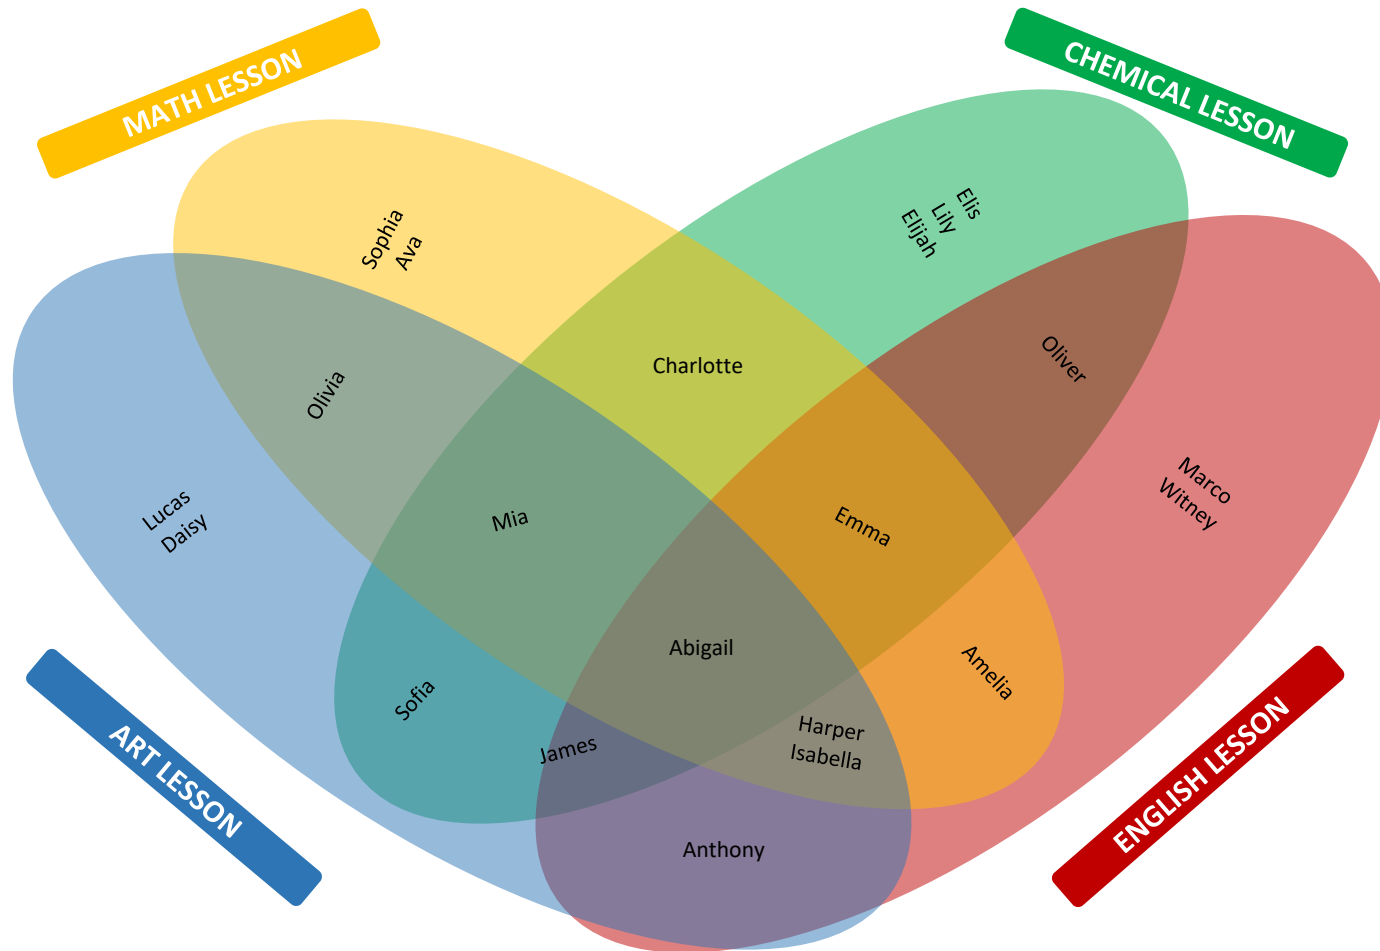 MATH LESSON
CHEMICAL LESSON
Sophia
Ava
Elis
Lily
Elijah
Charlotte
Oliver
Olivia
Lucas
Daisy
Mia
Emma
Marco
Witney
Abigail
Sofia
James
Harper
Isabella
Amelia
Anthony
ART LESSON
ENGLISH LESSON